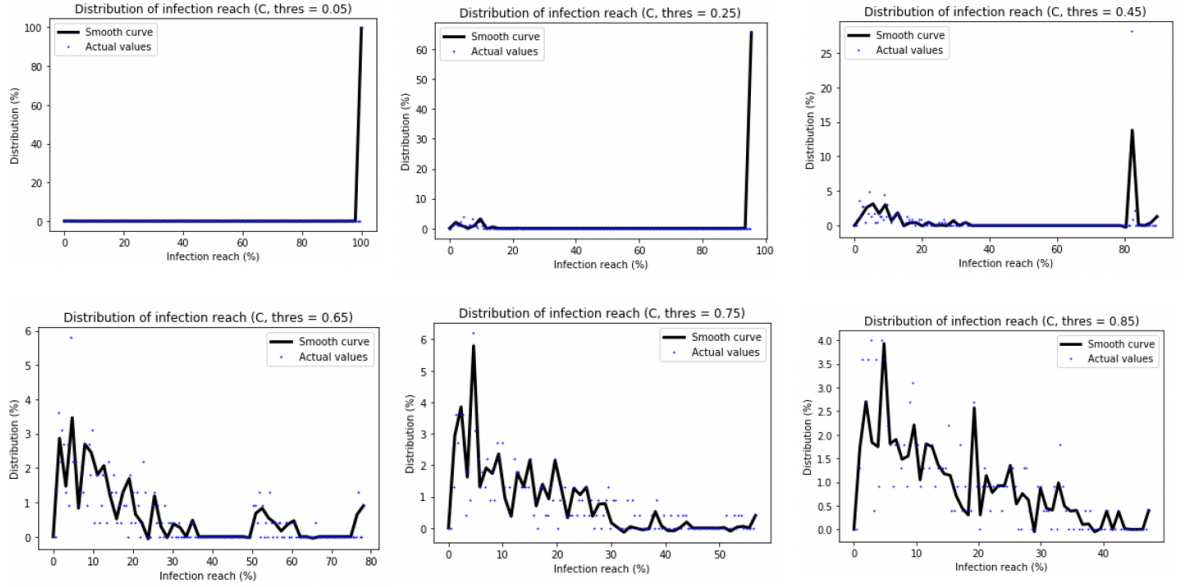 Distribution of infection reach (C, thres = 0.05)
Smooth curve
Actual values
100
80
60
40
20
0
Distribution (%)
0 20 40 60 80 100
Infection reach (%)
Distribution of infection reach (C, thres = 0.25)
Smooth curve
Actual values
60
50
40
30
20
10
0
Distribution (%)
0 20 40 60 80 100
Infection reach (%)
Distribution of infection reach (C, thres = 0.45)
Smooth curve
Actual values
25
20
15
10
5
0
Distribution (%)
0 20 40 60 80
Infection reach (%)
Distribution of infection reach (C, thres = 0.65)
Smooth curve
Actual values
6
5
4
3
2
1
0
Distribution (%)
0 10 20 30 40 50 60 70 80
Infection reach (%)
Distribution of infection reach (C, thres = 0.75)
Smooth curve
Actual values
6
5
4
3
2
1
0
Distribution (%)
0 10 20 30 40 50
Infection reach (%)
Distribution of infection reach (C, thres = 0.85)
Smooth curve
Actual values
4.0
3.5
3.0
2.5
2.0
1.5
1.0
0.5
0.0
Distribution (%)
0 10 20 30 40
Infection reach (%)